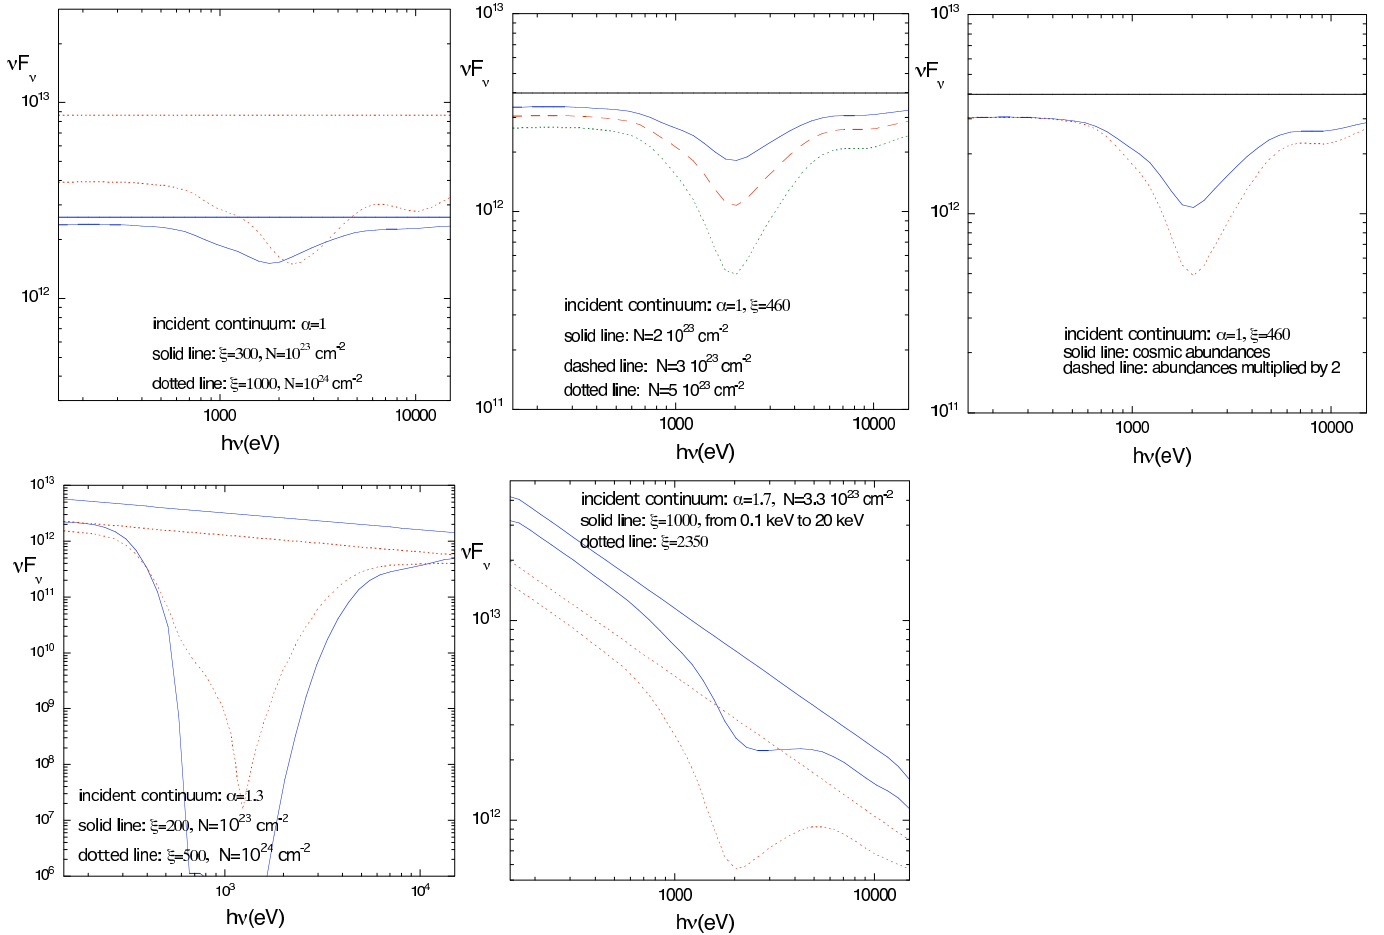 νF_ν
10^13
10^12
incident continuum: α=1
solid line: ξ=300, N=10^23 cm^-2
dotted line: ξ=1000, N=10^24 cm^-2
1000
10000
hν(eV)
10^13
νF_ν
10^12
10^11
incident continuum: α=1, ξ=460
solid line: N=2 10^23 cm^-2
dashed line: N=3 10^23 cm^-2
dotted line: N=5 10^23 cm^-2
1000
10000
hν(eV)
10^13
νF_ν
10^12
10^11
incident continuum: α=1, ξ=460
solid line: cosmic abundances
dashed line: abundances multiplied by 2
1000
10000
hν(eV)
10^13
10^12
νF_ν
10^11
10^10
10^9
10^8
10^7
10^6
incident continuum: α=1.3
solid line: ξ=200, N=10^23 cm^-2
dotted line: ξ=500, N=10^24 cm^-2
10^3
10^4
hν(eV)
incident continuum: α=1.7, N=3.3 10^23 cm^-2
solid line: ξ=1000, from 0.1 keV to 20 keV
dotted line: ξ=2350
νF_ν
10^13
10^12
1000
10000
hν(eV)